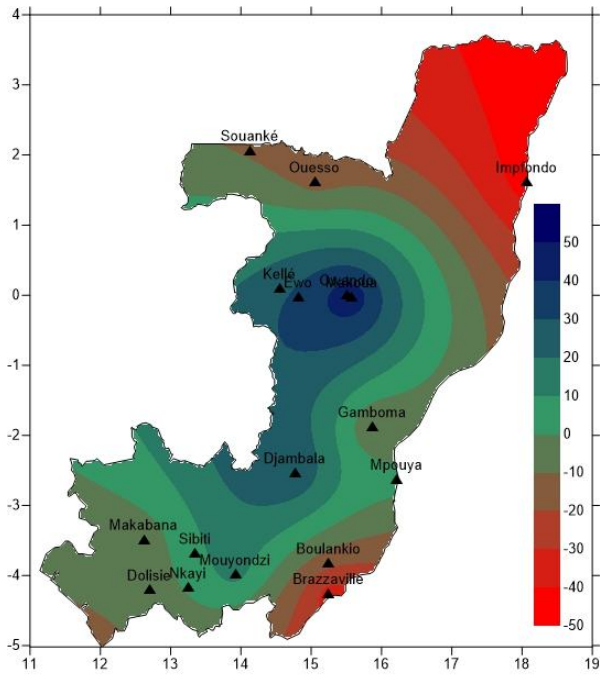 4
3
2
1
0
-1
-2
-3
-4
-5
Souanké
Ouesso
Impfondo
Kellé
Ewo
Makoua
Gamboma
Djambala
Mpouya
Makabana
Sibiti
Mouyondzi
Boulankio
Dolisie
Nkayi
Brazzaville
50
40
30
20
10
0
-10
-20
-30
-40
-50
11
12
13
14
15
16
17
18
19